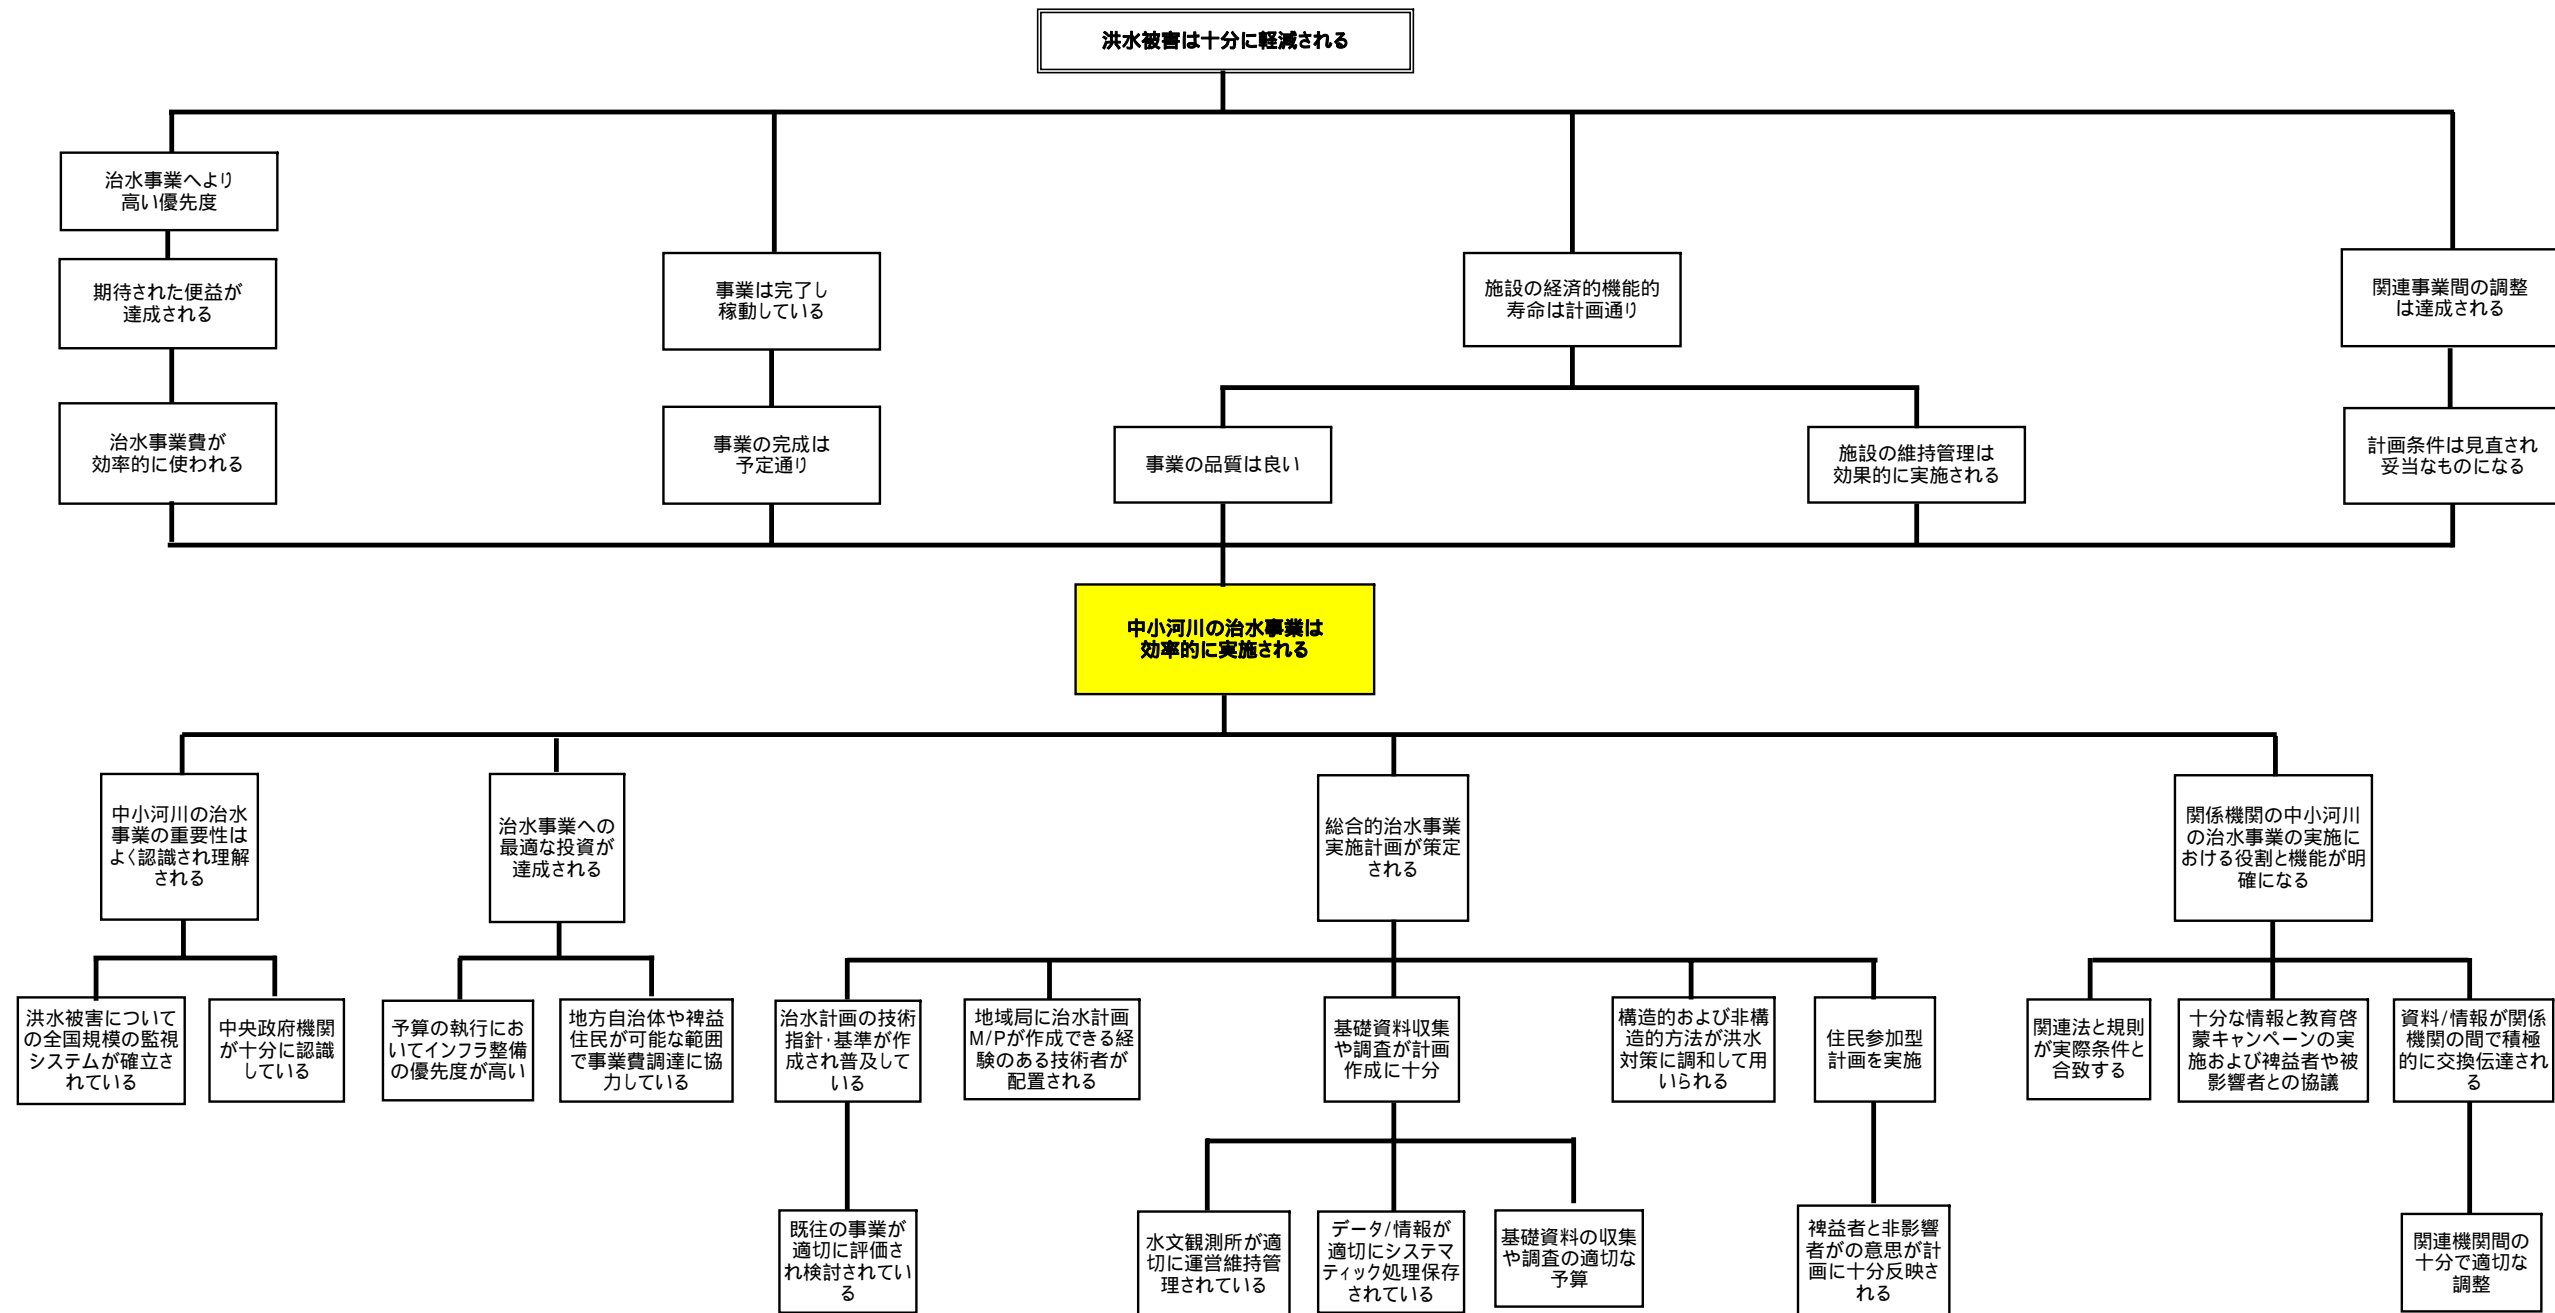 洪水被害は十分に軽減される
治水事業へより
高い優先度
期待された便益が
達成される
事業は完了し
稼動している
施設の経済的機能的
寿命は計画通り
関連事業間の調整
は達成される
治水事業費が
効率的に使われる
事業の完成は
予定通り
事業の品質は良い
施設の維持管理は
効果的に実施される
計画条件は見直され
妥当なものになる
中小河川の治水事業は
効率的に実施される
中小河川の治水
事業の重要性は
よく認識され理解
される
治水事業への
最適な投資が
達成される
総合的治水事業
実施計画が策定
される
関係機関の中小河川
の治水事業の実施に
おける役割と機能が明
確になる
洪水被害について
の全国規模の監視
システムが確立さ
れている
中央政府機関
が十分に認識
している
予算の執行にお
いてインフラ整備
の優先度が高い
地方自治体や裨益
住民が可能な範囲
で事業費調達に協
力している
治水計画の技術
指針・基準が作
成され普及して
いる
地域局に治水計画
M/Pが作成できる経
験のある技術者が
配置される
基礎資料収集
や調査が計画
作成に十分
構造的および非構
造的方法が洪水
対策に調和して用
いられる
住民参加型
計画を実施
関連法と規則
が実際条件と
合致する
十分な情報と教育啓
蒙キャンペーンの実
施および裨益者や被
影響者との協議
資料/情報が関係
機関の間で積極
的に交換伝達され
る
既往の事業が
適切に評価さ
れ検討されてい
る
水文観測所が適
切に運営維持管
理されている
データ/情報が
適切にシステマ
ティック処理保存
されている
基礎資料の収集
や調査の適切な
予算
裨益者と非影響
者がの意思が計
画に十分反映さ
れる
関連機関間の
十分で適切な
調整